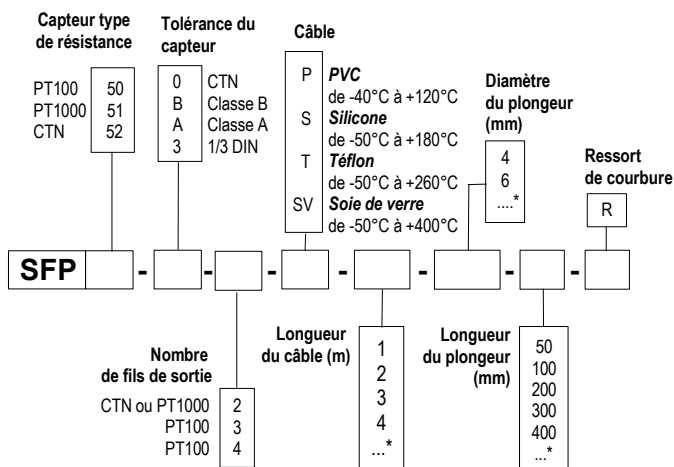 Capteur type
de résistance
PT100 50
PT1000 51
CTN 52
Tolérance du
capteur
0 CTN
B Classe B
A Classe A
3 1/3 DIN
Câble
P PVC
de -40°C à +120°C
S Silicone
de -50°C à +180°C
T Téflon
de -50°C à +260°C
SV Soie de verre
de -50°C à +400°C
Diamètre
du plongeur
(mm)
4
6
....*
Ressort
de courbure
R
SFP - - - - - - -
Nombre
de fils de sortie
CTN ou PT1000 2
PT100 3
PT100 4
Longueur
du câble (m)
1
2
3
4
...*
Longueur
du plongeur
(mm)
50
100
200
300
400
...*